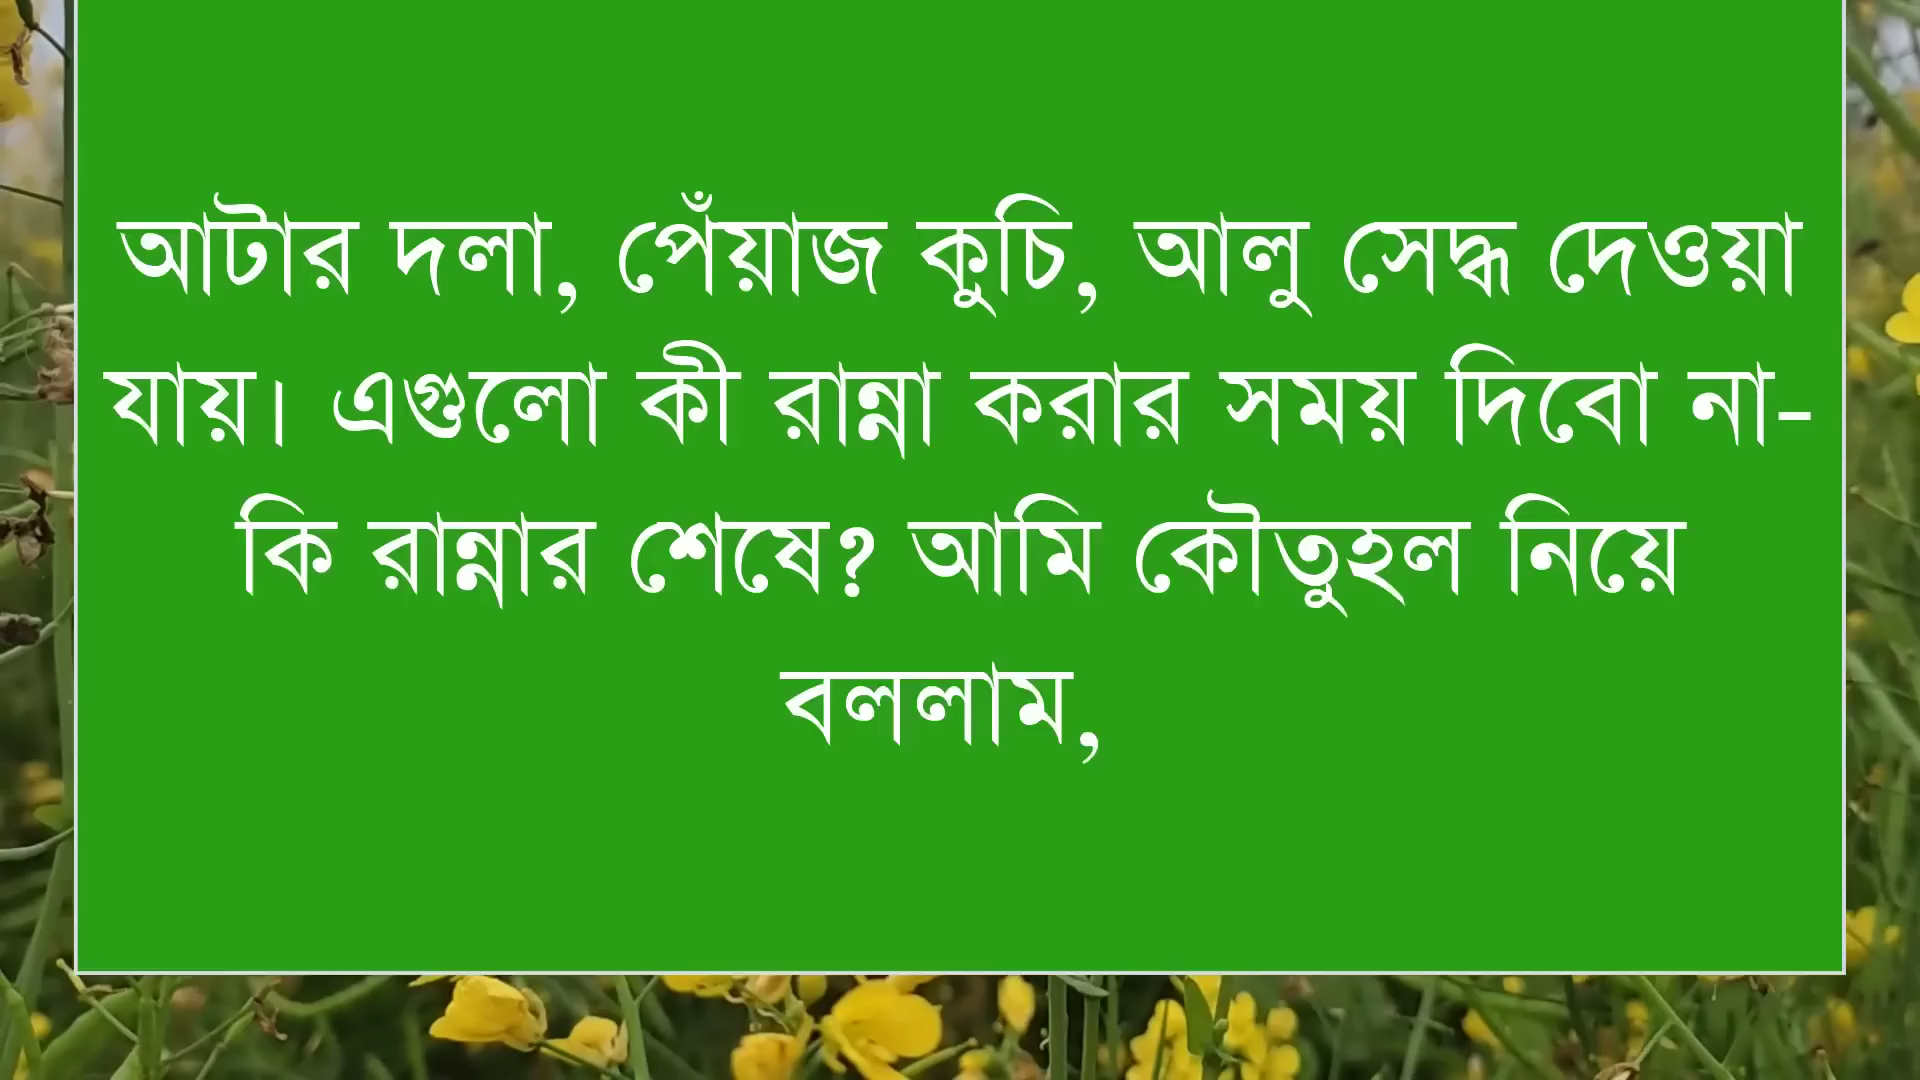 আটার দলা, পেঁয়াজ কুচি, আলু সেদ্ধ দেওয়া
যায়। এগুলো কী রান্না করার সময় দিবো না-
কি রান্নার শেষে? আমি কৌতুহল নিয়ে
বললাম,